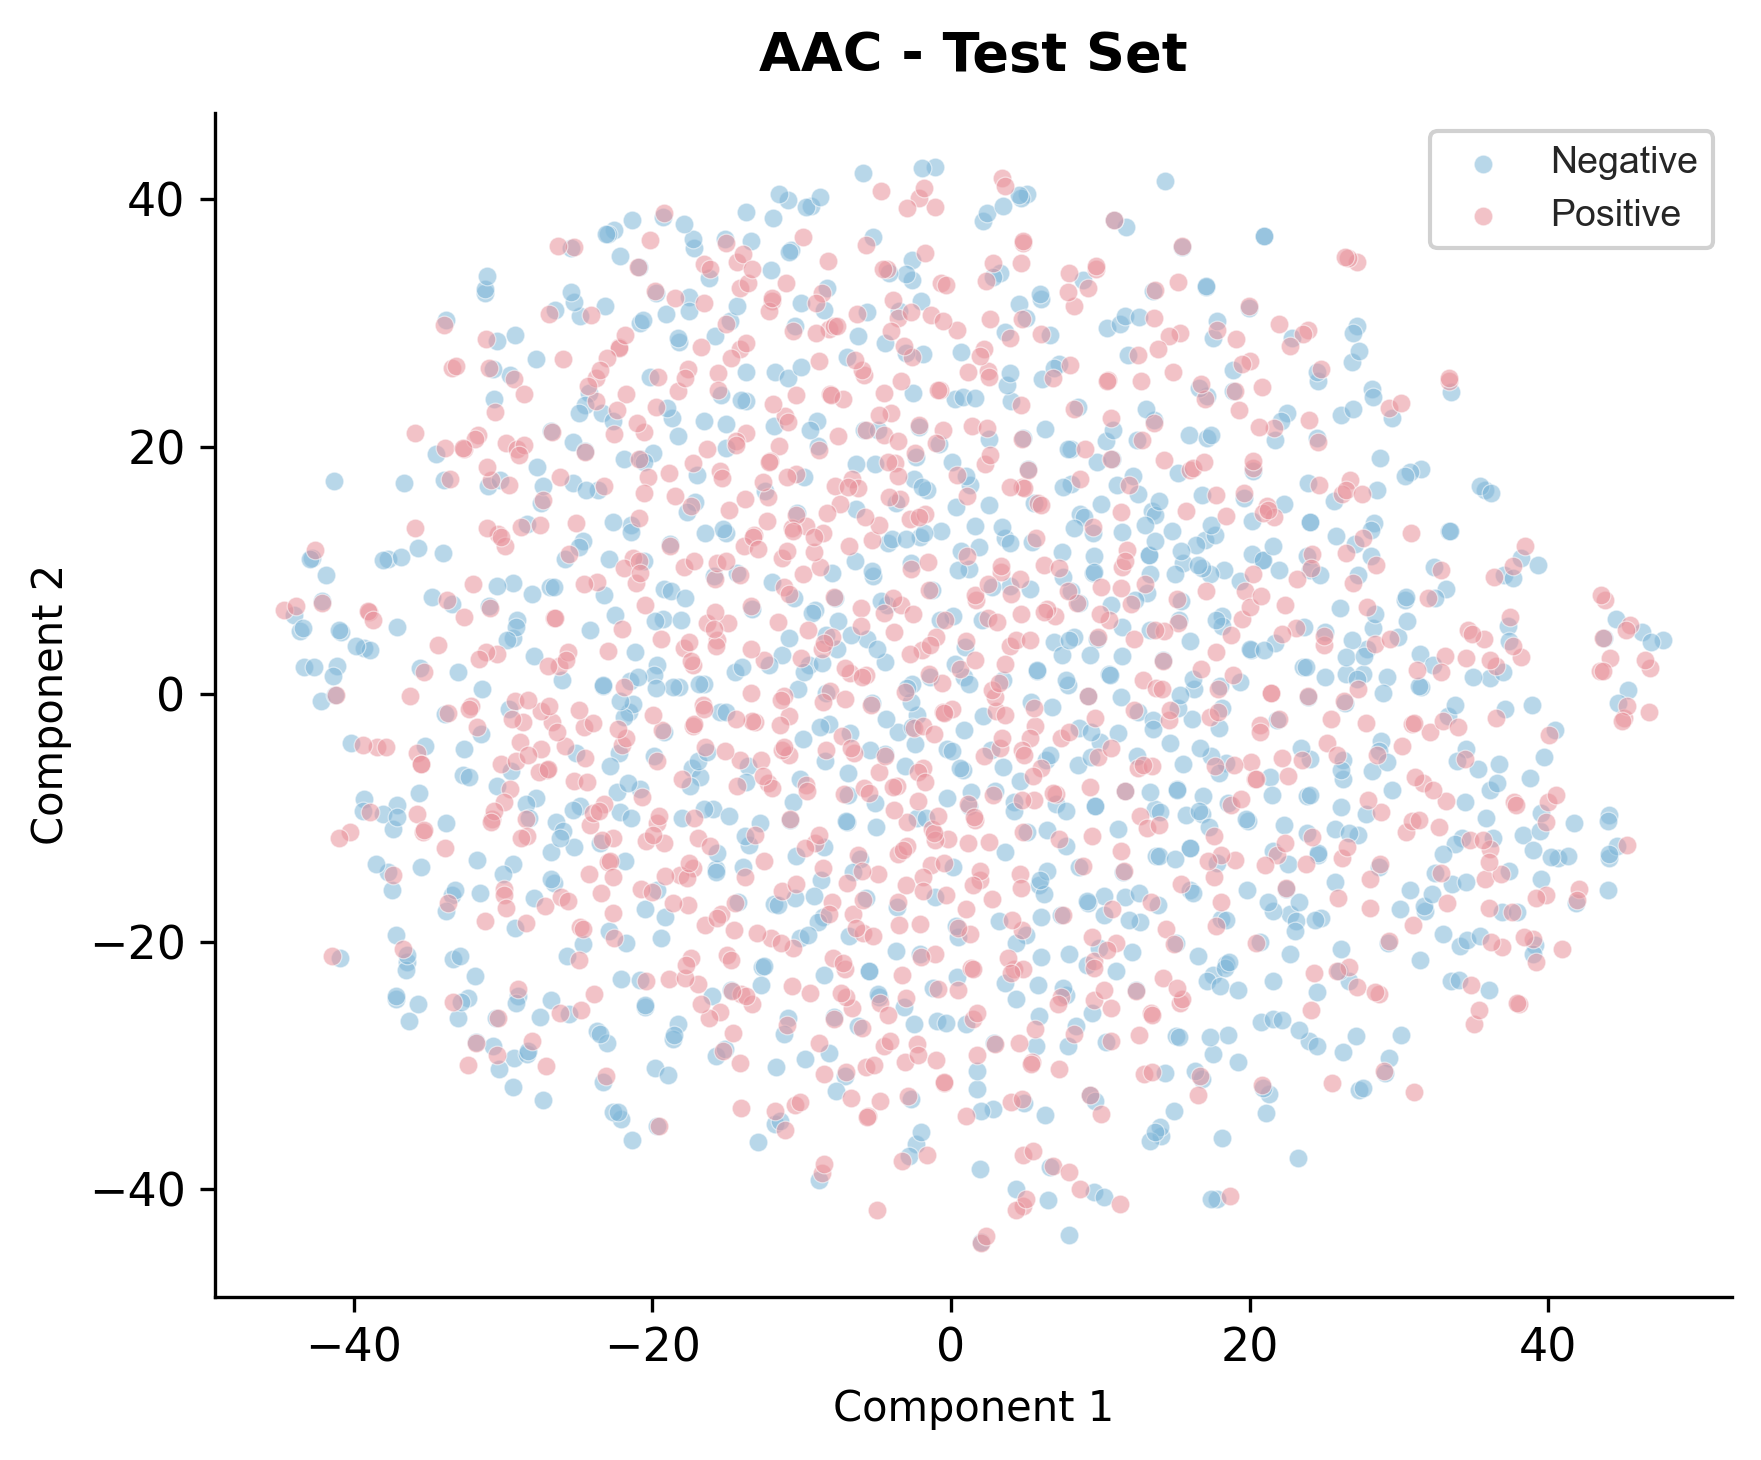 AAC - Test Set
Negative
Positive
40
20
0
−20
−40
Component 2
−40
−20
0
20
40
Component 1